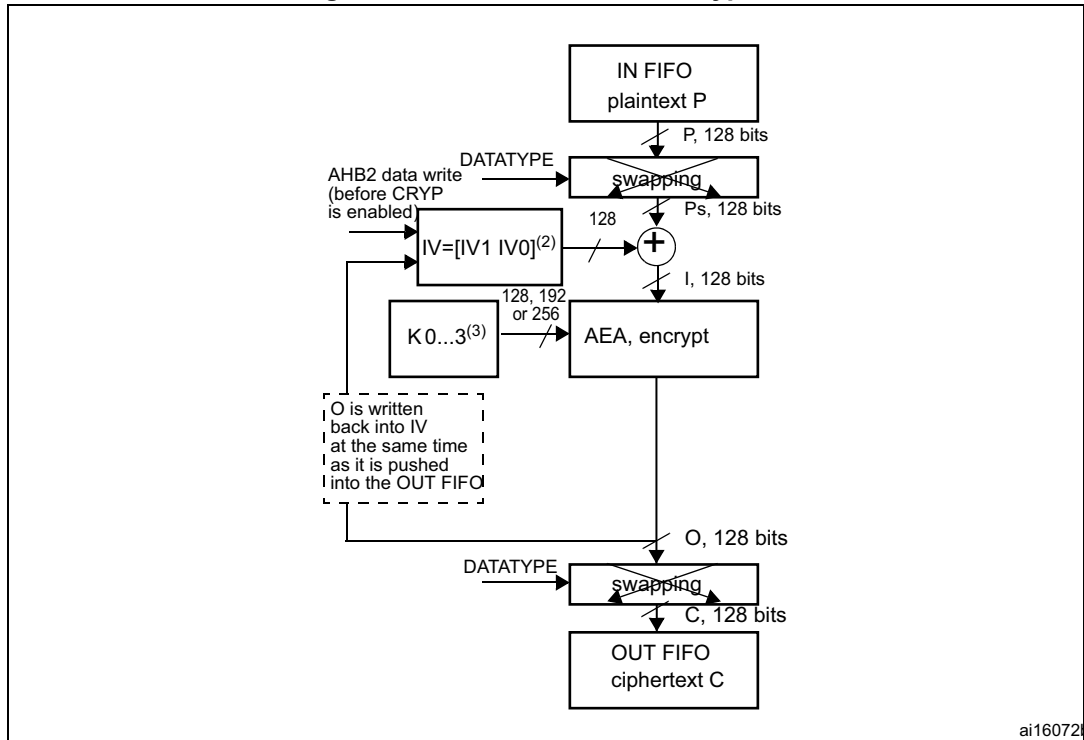 IN FIFO
plaintext P
P, 128 bits
DATATYPE
swapping
AHB2 data write
(before CRYP
is enabled)
Ps, 128 bits
128
IV=[IV1 IV0](2)
+
I, 128 bits
128, 192
or 256
K 0...3(3)
AEA, encrypt
O is written
back into IV
at the same time
as it is pushed
into the OUT FIFO
O, 128 bits
DATATYPE
swapping
C, 128 bits
OUT FIFO
ciphertext C